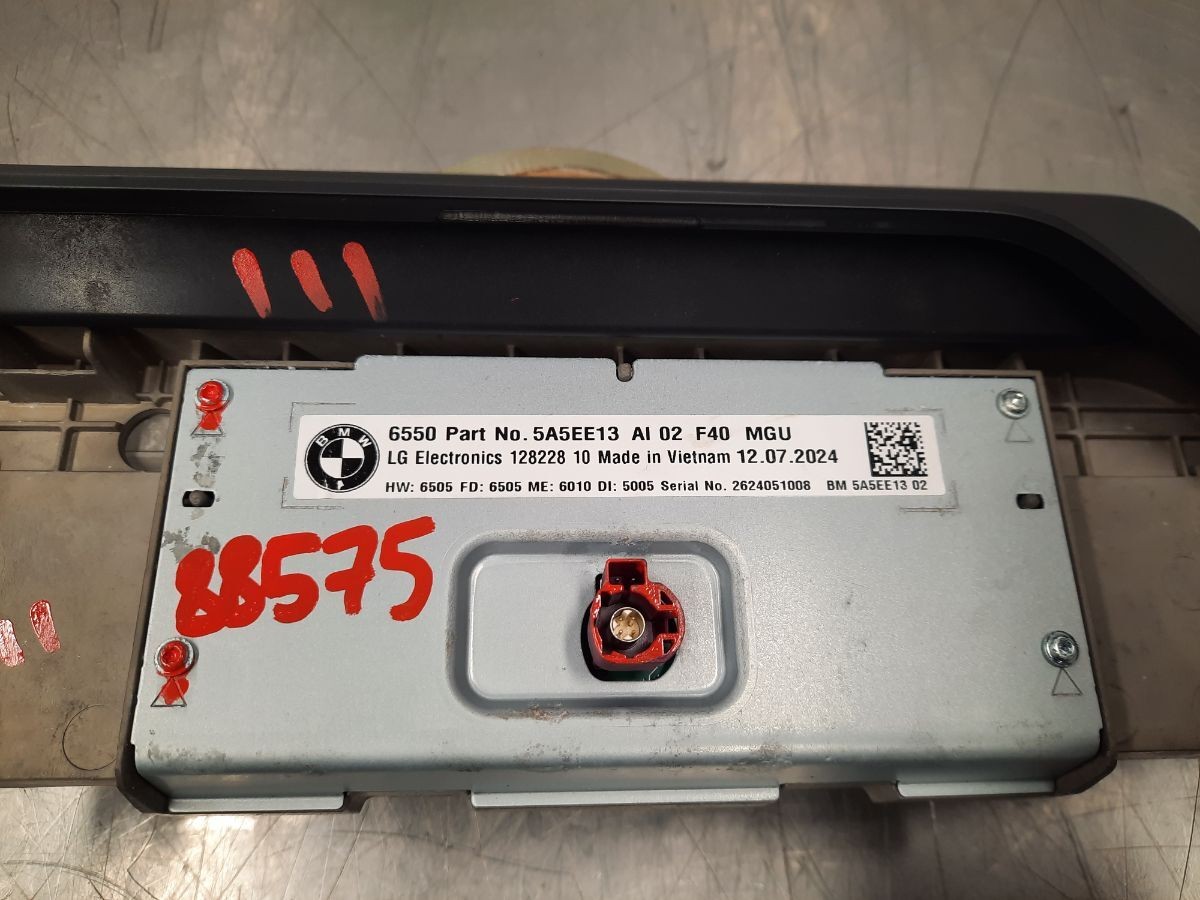 BMW
6550 Part No. 5A5EE13 AI 02 F40 MGU
LG Electronics 128228 10 Made in Vietnam 12.07.2024
HW: 6505 FD: 6505 ME: 6010 DI: 5005 Serial No. 2624051008 BM 5A5EE13 02
88575